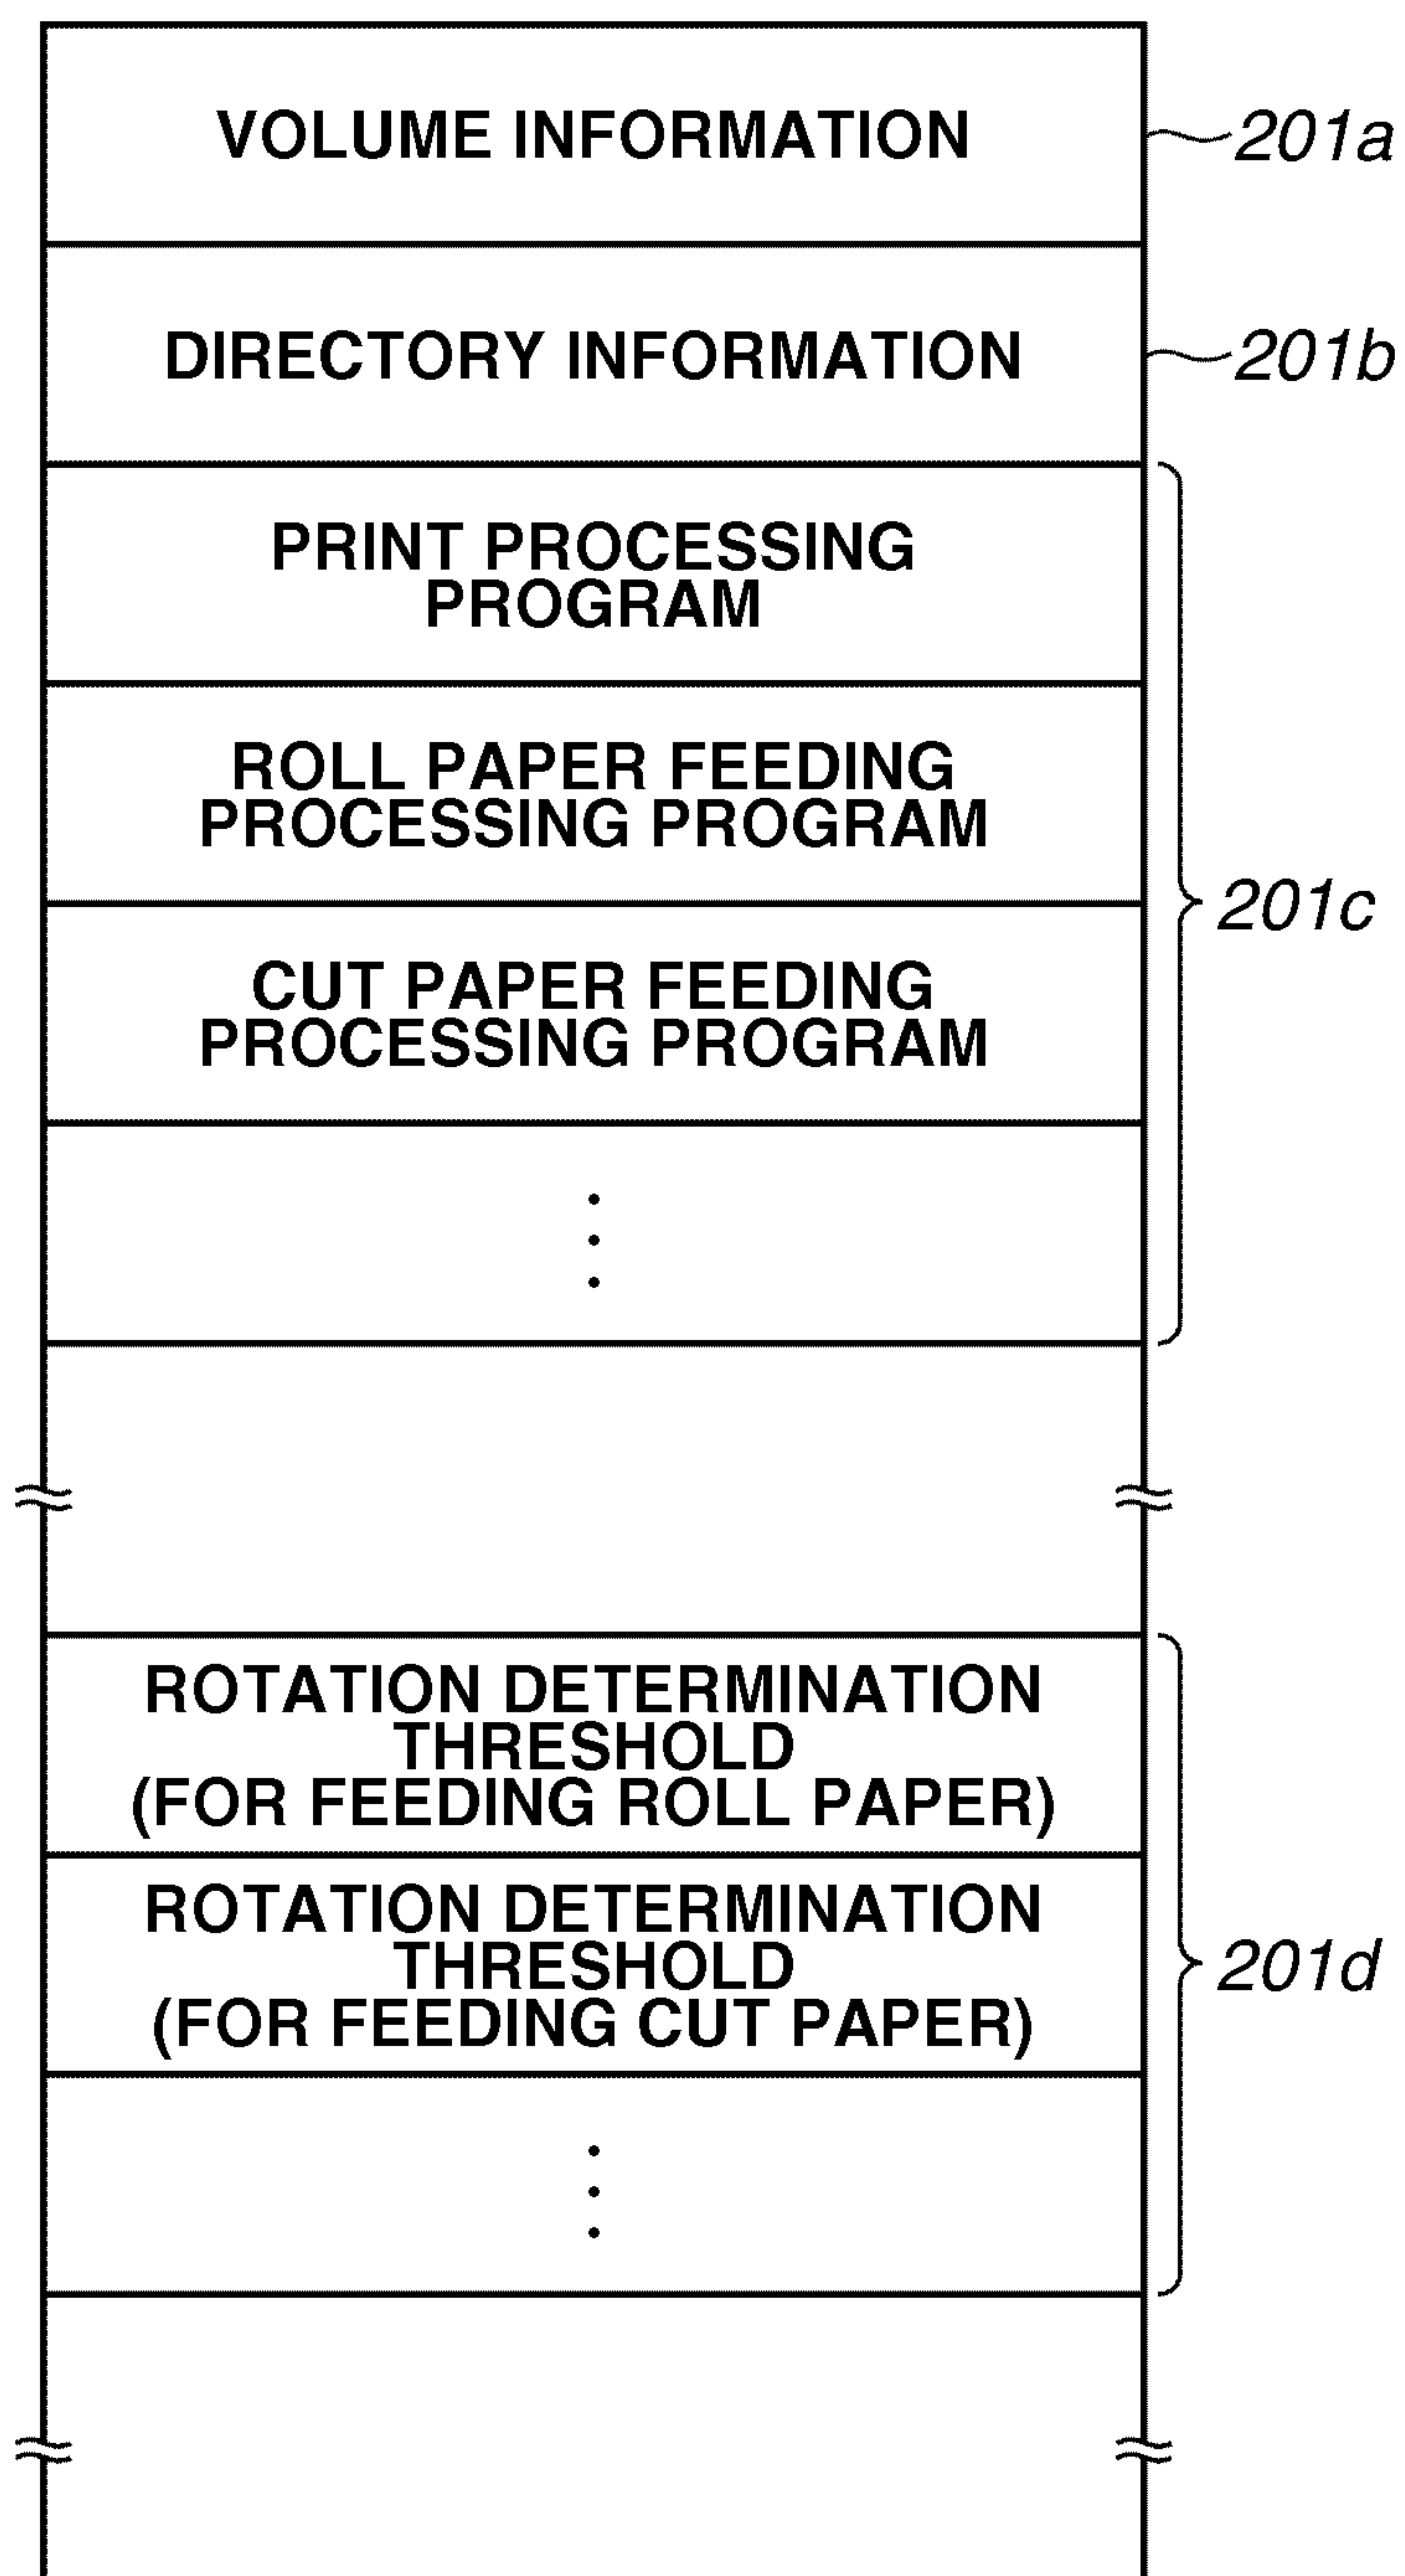 VOLUME INFORMATION
201a
DIRECTORY INFORMATION
201b
PRINT PROCESSING
PROGRAM
ROLL PAPER FEEDING
PROCESSING PROGRAM
201c
CUT PAPER FEEDING
PROCESSING PROGRAM
ROTATION DETERMINATION
THRESHOLD
(FOR FEEDING ROLL PAPER)
ROTATION DETERMINATION
THRESHOLD
(FOR FEEDING CUT PAPER)
201d